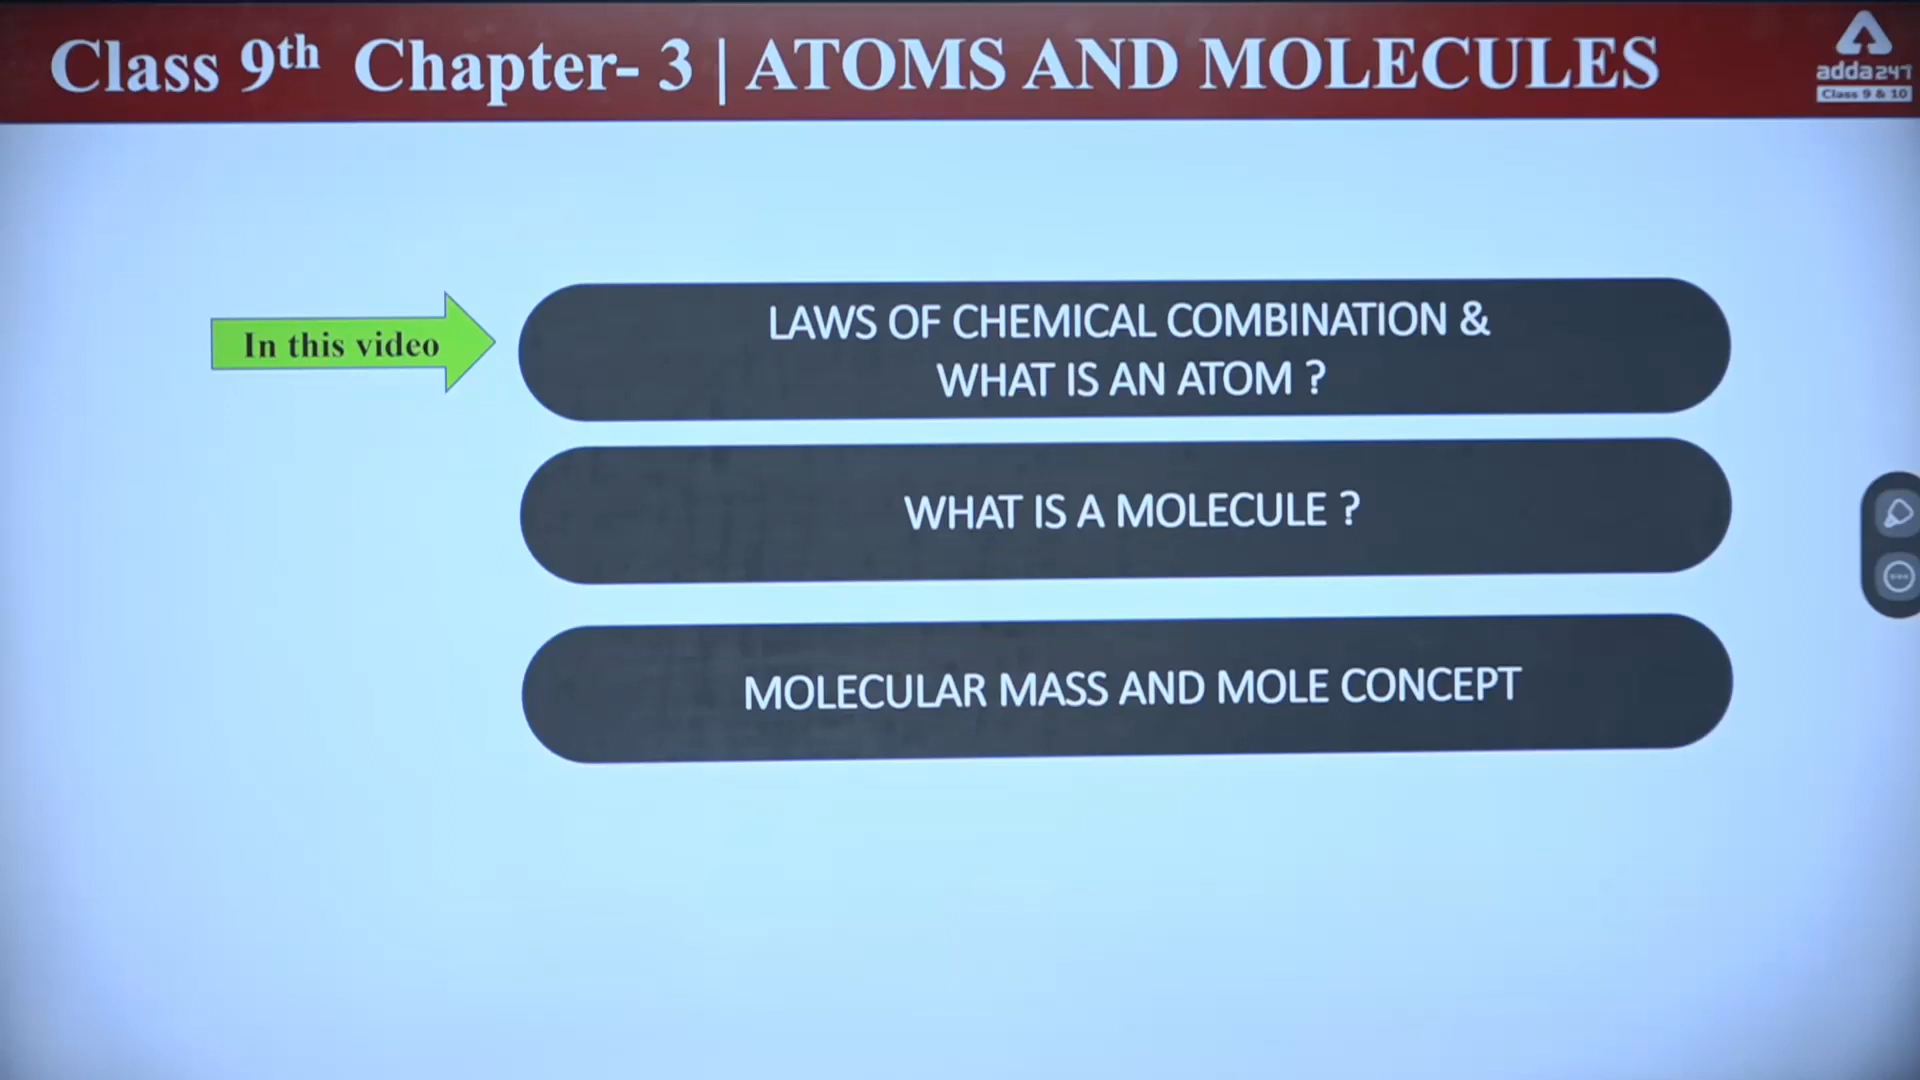 Class 9th Chapter- 3 | ATOMS AND MOLECULES
adda247
Class 9 & 10
In this video
LAWS OF CHEMICAL COMBINATION &
WHAT IS AN ATOM ?
WHAT IS A MOLECULE ?
MOLECULAR MASS AND MOLE CONCEPT